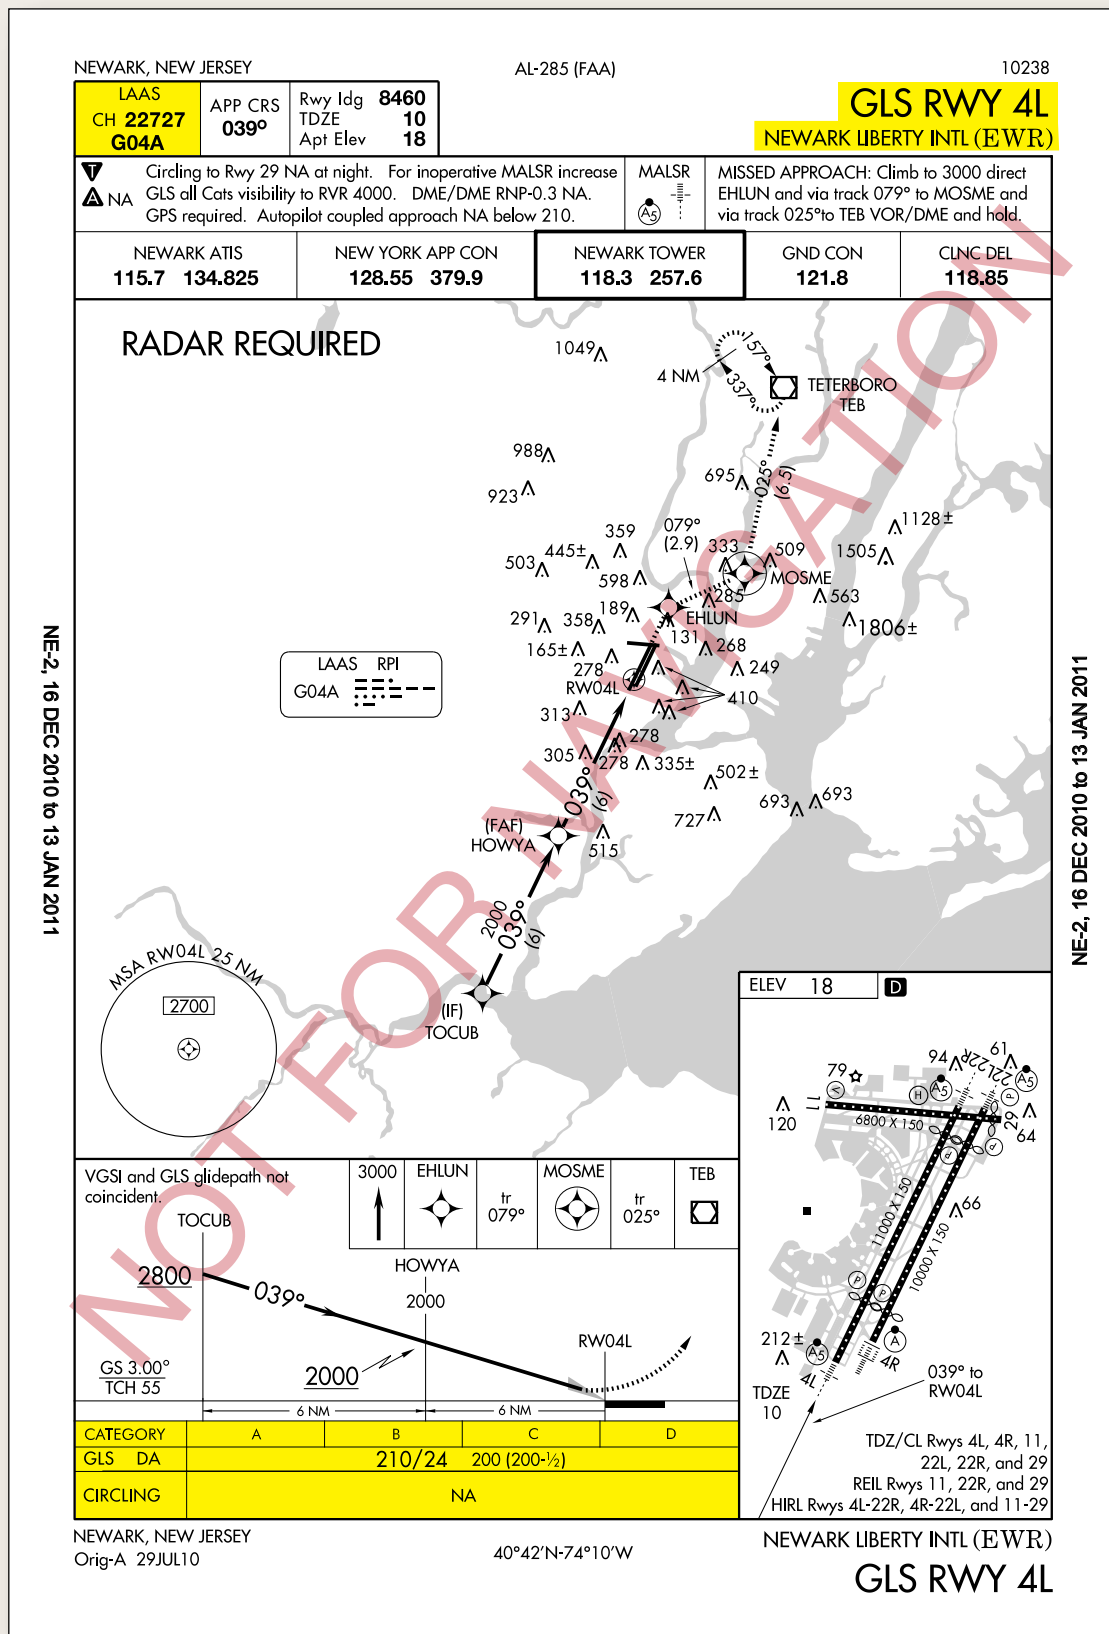 NEWARK, NEW JERSEY
AL-285 (FAA)
10238
LAAS
CH 22727
G04A
APP CRS
039°
Rwy ldg 8460
TDZE 10
Apt Elev 18
GLS RWY 4L
NEWARK LIBERTY INTL (EWR)
T
A NA
Circling to Rwy 29 NA at night. For inoperative MALSR increase
GLS all Cats visibility to RVR 4000. DME/DME RNP-0.3 NA.
GPS required. Autopilot coupled approach NA below 210.
MALSR
A5
MISSED APPROACH: Climb to 3000 direct
EHLUN and via track 079° to MOSME and
via track 025°to TEB VOR/DME and hold.
NEWARK ATIS
115.7 134.825
NEW YORK APP CON
128.55 379.9
NEWARK TOWER
118.3 257.6
GND CON
121.8
CLNC DEL
118.85
RADAR REQUIRED
1049
4 NM
157°
337°
TETERBORO
TEB
988
923
695
025°
(6.5)
079°
(2.9)
359
445±
503
598
333
509
MOSME
1128±
1505
563
1806±
285
EHLUN
189
291
358
165±
131
268
249
278
RW04L
410
313
305
278
278
335±
502±
727
693
693
039°
(6)
(FAF)
HOWYA
515
2000
039°
(6)
(IF)
TOCUB
LAAS RPI
G04A
MSA RW04L 25 NM
2700
NOT FOR NAVIGATION
NE-2, 16 DEC 2010 to 13 JAN 2011
NE-2, 16 DEC 2010 to 13 JAN 2011
ELEV 18
D
79
V
120
11
6800 X 150
H
94
A5
22R
22L
61
A5
P
29
64
P
P
66
11000 X 150
10000 X 150
P
P
212±
A5
A
4L
4R
TDZE
10
039° to
RW04L
TDZ/CL Rwys 4L, 4R, 11,
22L, 22R, and 29
REIL Rwys 11, 22R, and 29
HIRL Rwys 4L-22R, 4R-22L, and 11-29
VGSI and GLS glidepath not
coincident.
3000
EHLUN
tr
079°
MOSME
tr
025°
TEB
TOCUB
2800
039°
HOWYA
2000
2000
RW04L
GS 3.00°
TCH 55
6 NM
6 NM
CATEGORY A B C D
GLS DA 210/24 200 (200-½)
CIRCLING NA
NEWARK, NEW JERSEY
Orig-A 29JUL10
40°42'N-74°10'W
NEWARK LIBERTY INTL (EWR)
GLS RWY 4L